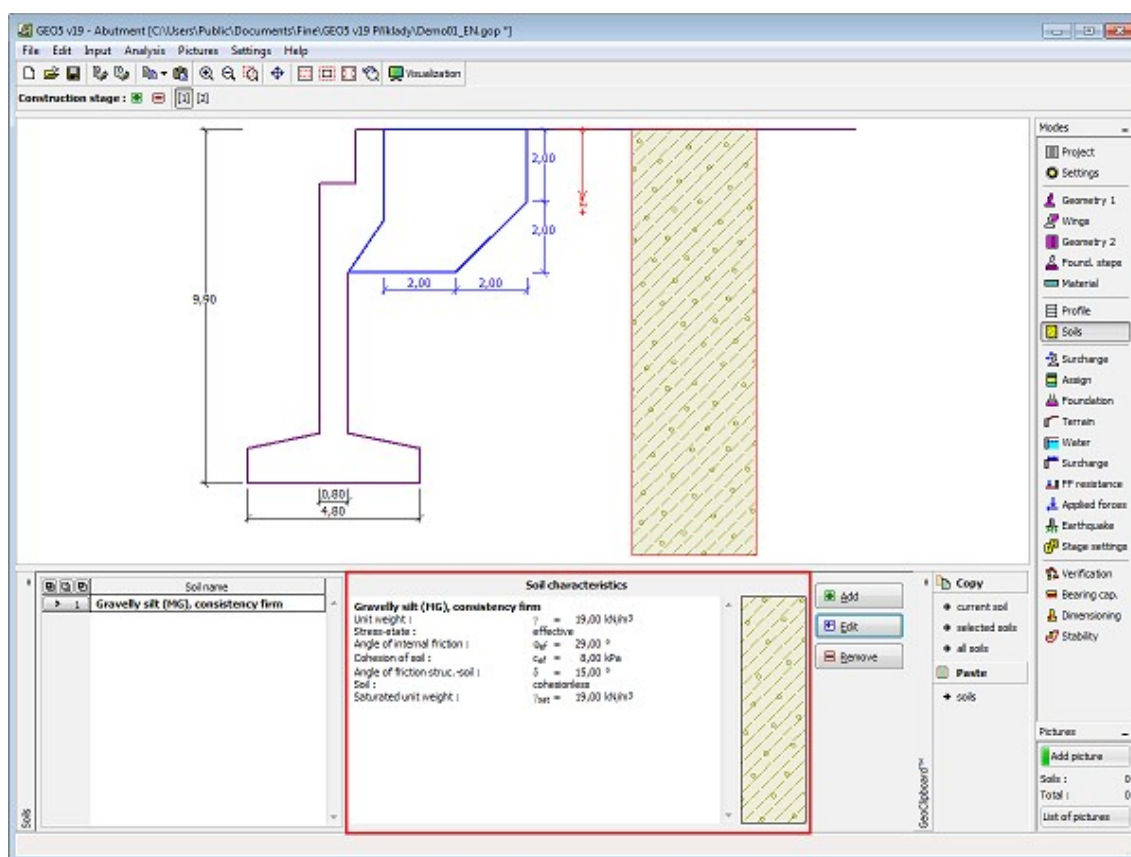 GEO5 v19 - Abutment [C:\Users\Public\Documents\Fine\GEO5 v19 Příklady\Demo01_EN.gop *]
File Edit Input Analysis Pictures Settings Help
Visualization
Construction stage : [1] [2]
2,00
2,00
+z
2,00 2,00
9,90
0,80
4,80
Modes
Project
Settings
Geometry 1
Wings
Geometry 2
Found. steps
Material
Profile
Soils
Surcharge
Assign
Foundation
Terrain
Water
Surcharge
FF resistance
Applied forces
Earthquake
Stage settings
Verification
Bearing cap.
Dimensioning
Stability
Soil name
> 1 Gravelly silt (MG), consistency firm
Soils
Soil characteristics
Gravelly silt (MG), consistency firm
Unit weight : γ = 19,00 kN/m³
Stress-state : effective
Angle of internal friction : φef = 29,00 °
Cohesion of soil : cef = 8,00 kPa
Angle of friction struc.-soil : δ = 15,00 °
Soil : cohesionless
Saturated unit weight : γsat = 19,00 kN/m³
Add
Edit
Remove
GeoClipboard™
Copy
current soil
selected soils
all soils
Paste
soils
Pictures
Add picture
Soils : 0
Total : 0
List of pictures